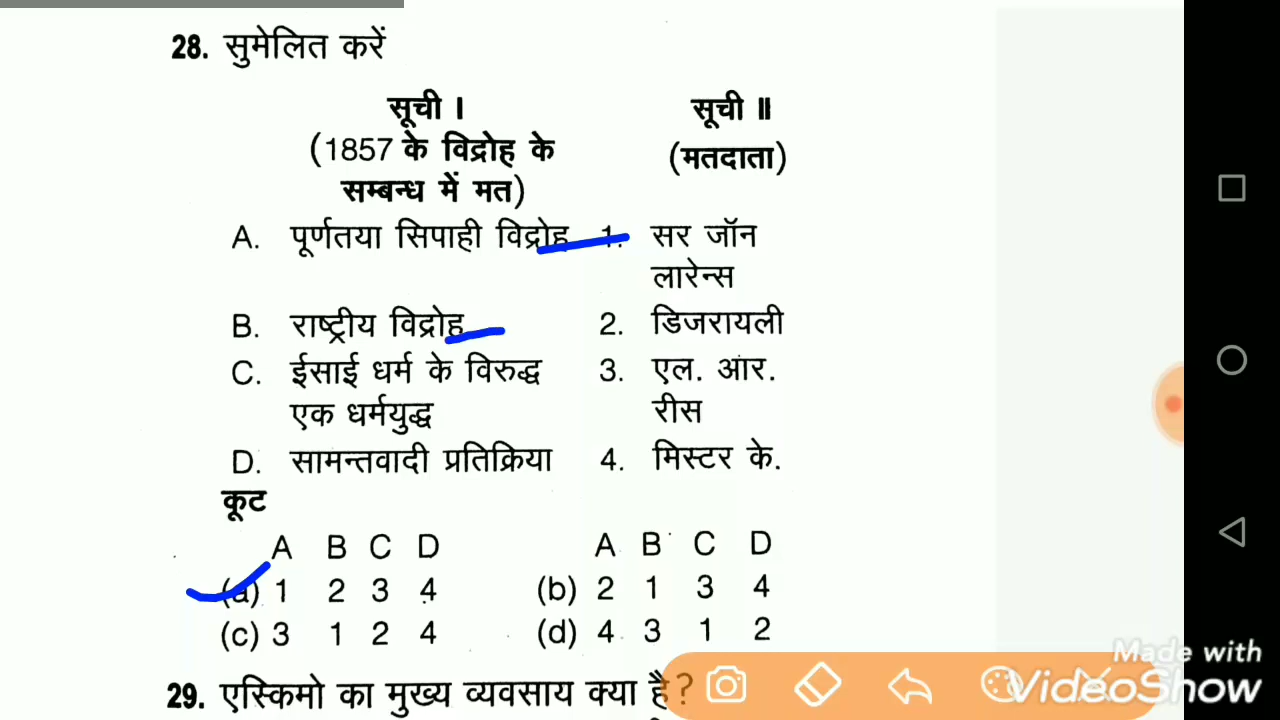 28. सुमेलित करें
सूची I सूची II
(1857 के विद्रोह के (मतदाता)
सम्बन्ध में मत)
A. पूर्णतया सिपाही विद्रोह 1. सर जॉन
लारेन्स
B. राष्ट्रीय विद्रोह 2. डिजरायली
C. ईसाई धर्म के विरुद्ध 3. एल. आर.
एक धर्मयुद्ध रीस
D. सामन्तवादी प्रतिक्रिया 4. मिस्टर के.
कूट
A B C D A B C D
(a) 1 2 3 4 (b) 2 1 3 4
(c) 3 1 2 4 (d) 4 3 1 2
29. एस्किमो का मुख्य व्यवसाय क्या है?
Made with
VideoShow